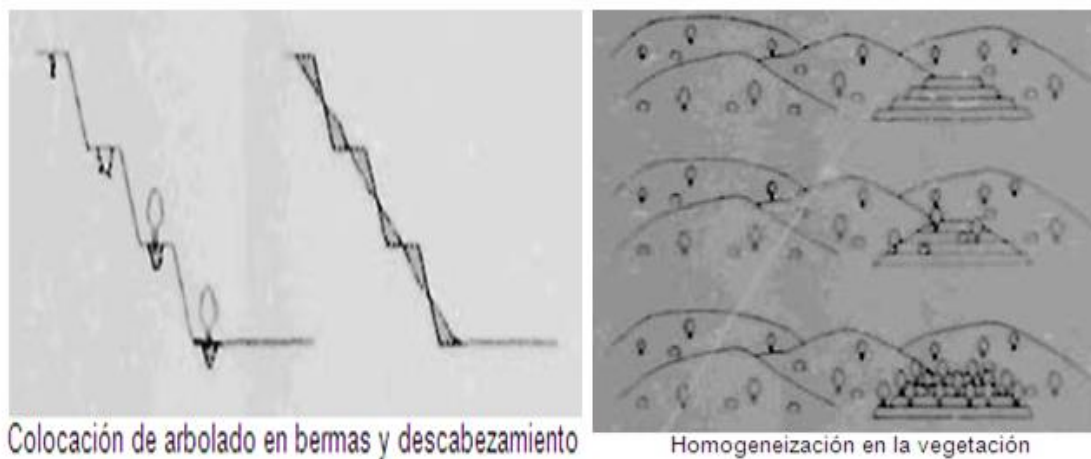 Colocación de arbolado en bermas y descabezamiento
Homogeneización en la vegetación